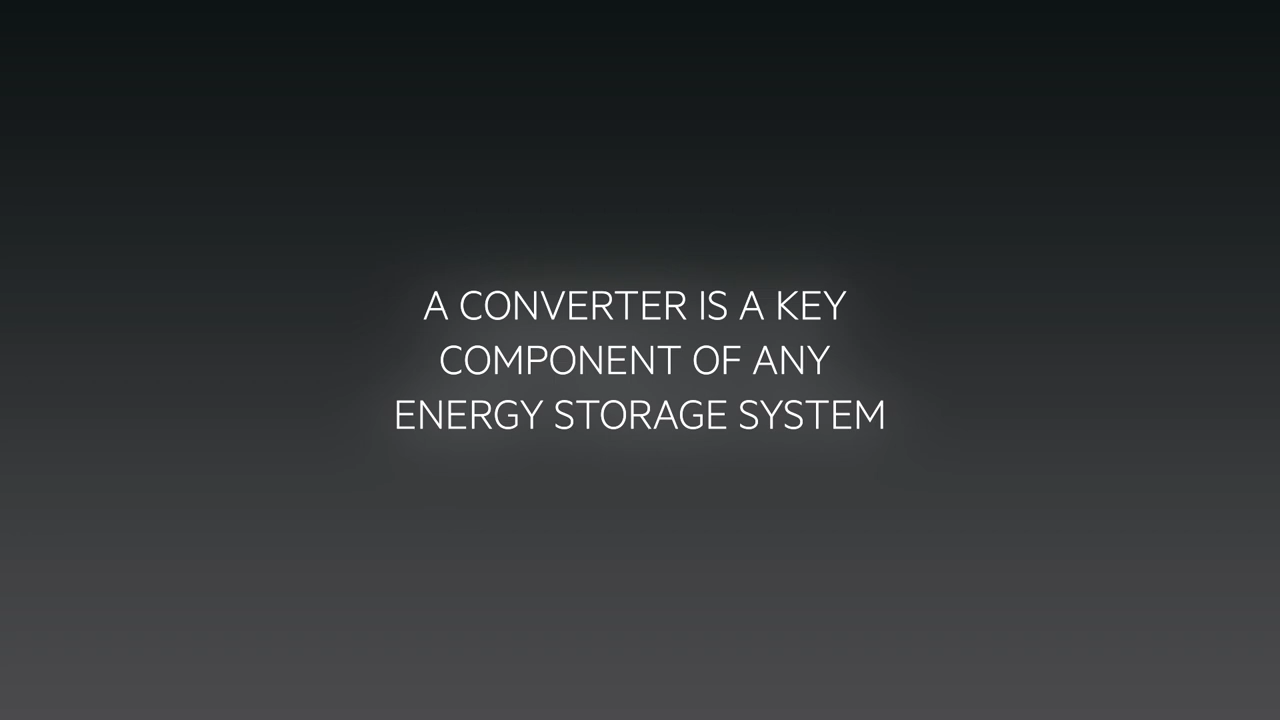 A CONVERTER IS A KEY
COMPONENT OF ANY
ENERGY STORAGE SYSTEM